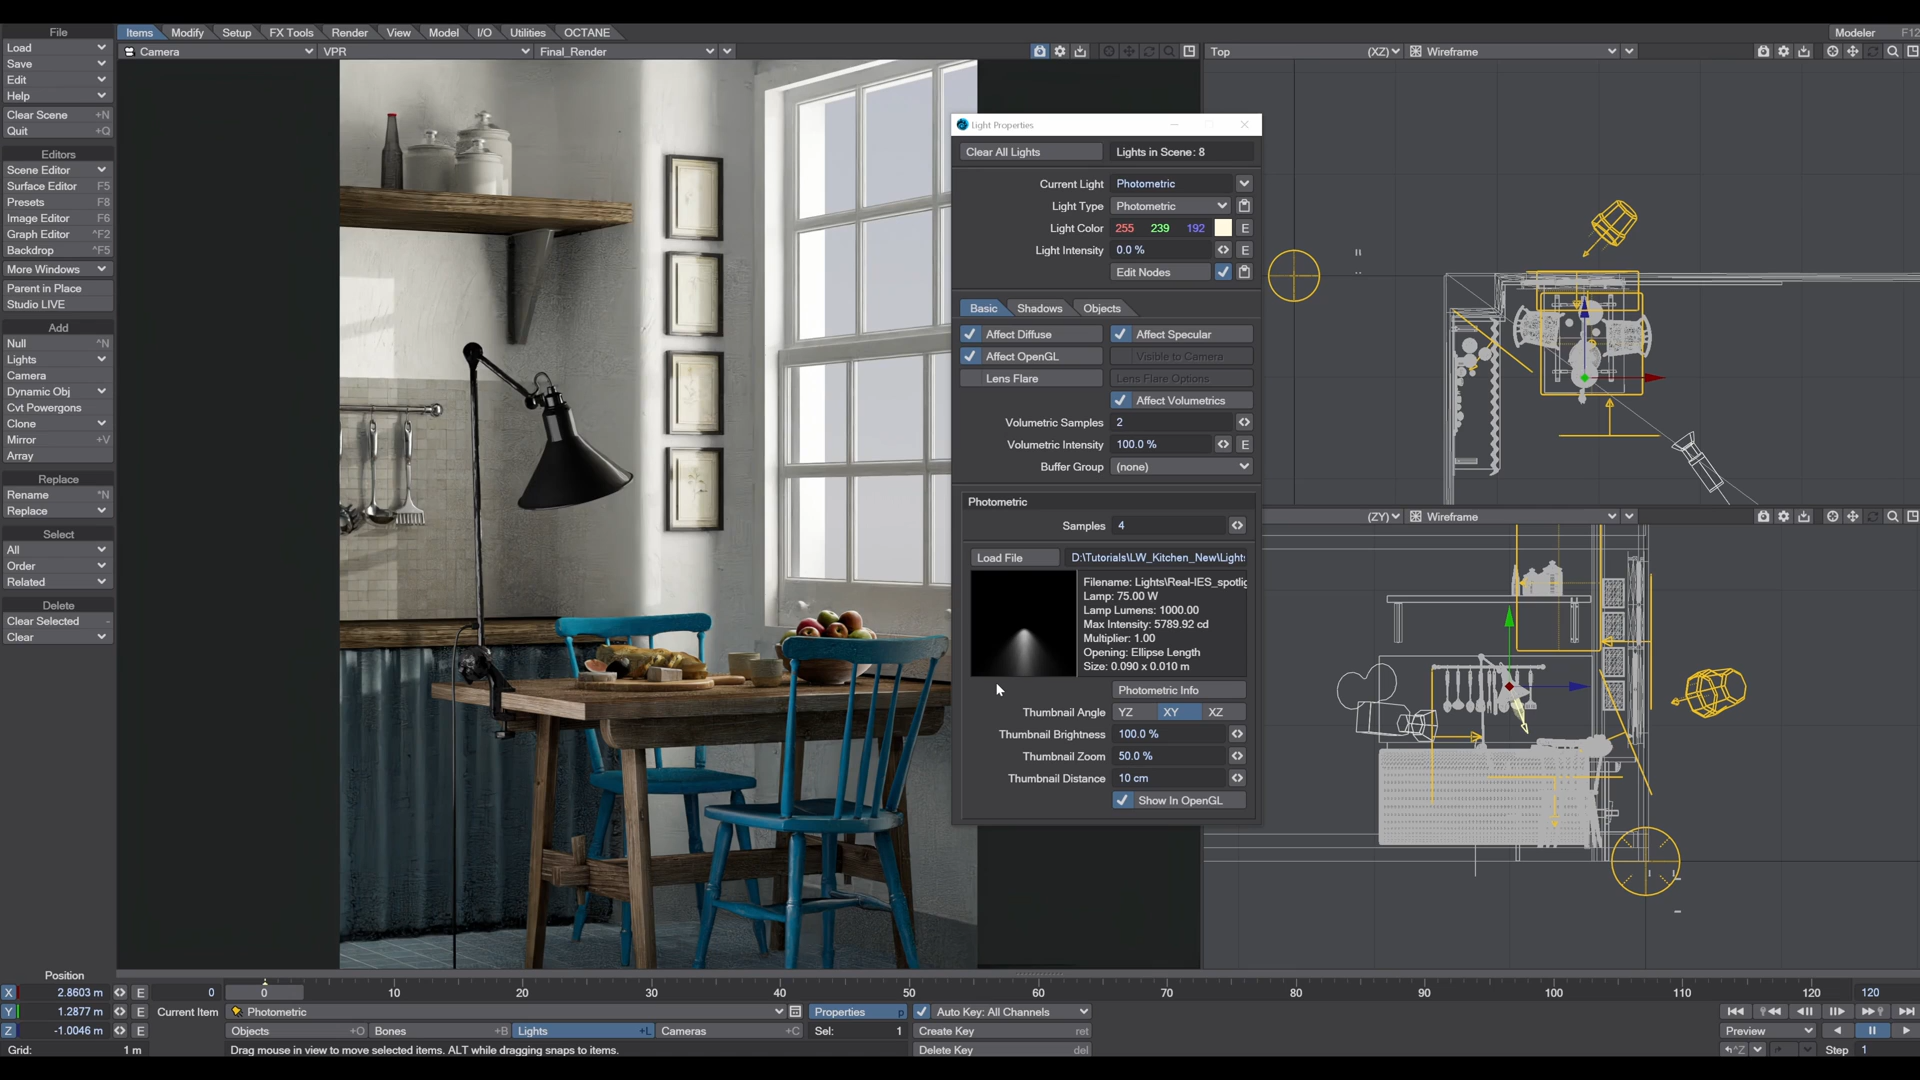 File
Load
Save
Edit
Help
Clear Scene +N
Quit +Q
Editors
Scene Editor
Surface Editor F5
Presets F8
Image Editor F6
Graph Editor ^F2
Backdrop ^F5
More Windows
Parent in Place
Studio LIVE
Add
Null ^N
Lights
Camera
Dynamic Obj
Cvt Powergons
Clone
Mirror +V
Array
Replace
Rename ^N
Replace
Select
All
Order
Related
Delete
Clear Selected -
Clear
Items Modify Setup FX Tools Render View Model I/O Utilities OCTANE
Modeler F12
Camera VPR Final_Render
Top (XZ) Wireframe
(ZY) Wireframe
Light Properties
Clear All Lights Lights in Scene: 8
Current Light Photometric
Light Type Photometric
Light Color 255 239 192 E
Light Intensity 0.0 % E
Edit Nodes
Basic Shadows Objects
Affect Diffuse Affect Specular
Affect OpenGL Visible to Camera
Lens Flare Lens Flare Options
Affect Volumetrics
Volumetric Samples 2
Volumetric Intensity 100.0 % E
Buffer Group (none)
Photometric
Samples 4
Load File D:\Tutorials\LW_Kitchen_New\Lights
Filename: Lights\Real-IES_spotlig
Lamp: 75.00 W
Lamp Lumens: 1000.00
Max Intensity: 5789.92 cd
Multiplier: 1.00
Opening: Ellipse Length
Size: 0.090 x 0.010 m
Photometric Info
Thumbnail Angle YZ XY XZ
Thumbnail Brightness 100.0 %
Thumbnail Zoom 50.0 %
Thumbnail Distance 10 cm
Show In OpenGL
Position
X 2.8603 m E 0
0 10 20 30 40 50 60 70 80 90 100 110 120 120
Y 1.2877 m E Current Item Photometric Properties p Auto Key: All Channels
Z -1.0046 m E Objects +O Bones +B Lights +L Cameras +C Sel: 1 Create Key ret Preview
Grid: 1 m Drag mouse in view to move selected items. ALT while dragging snaps to items. Delete Key del ^Z Step 1